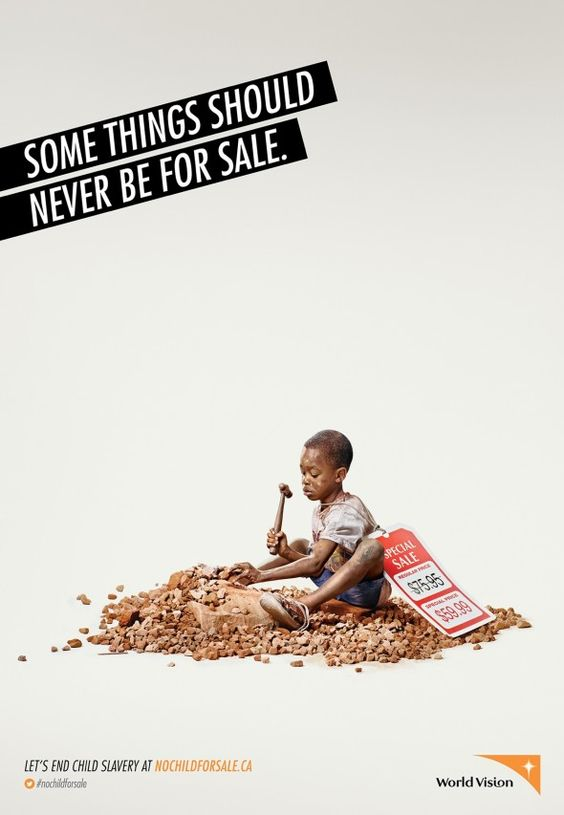 SOME THINGS SHOULD
NEVER BE FOR SALE.
SPECIAL
SALE
REGULAR PRICE
$75.95
SPECIAL PRICE
$59.99
LET'S END CHILD SLAVERY AT NOCHILDFORSALE.CA
#nochildforsale
World Vision